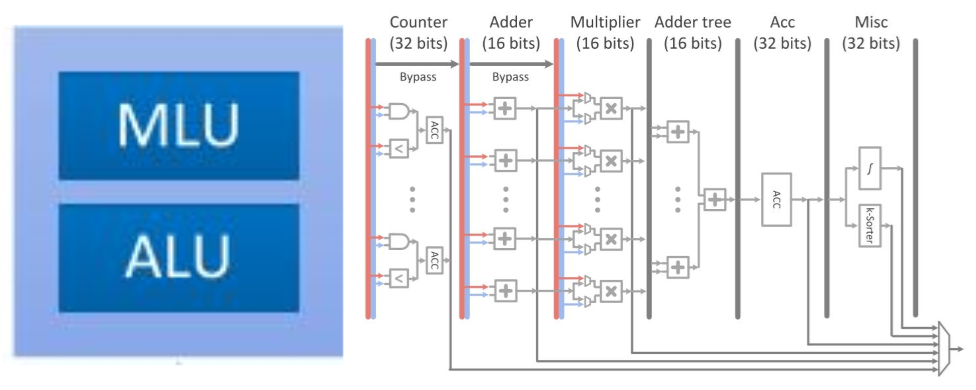 MLU
ALU
Counter
(32 bits)
Adder
(16 bits)
Multiplier
(16 bits)
Adder tree
(16 bits)
Acc
(32 bits)
Misc
(32 bits)
Bypass
Bypass
+
×
<
ACC
+
×
+
∫
+
ACC
k-Sorter
+
×
<
ACC
+
+
×